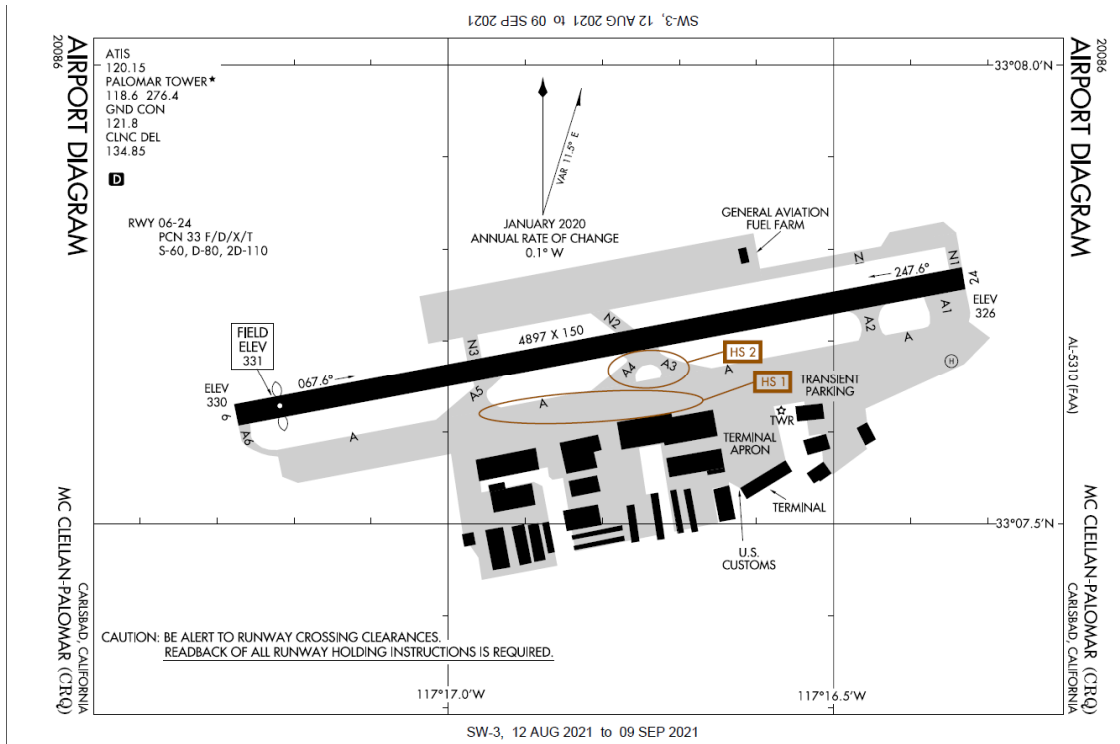 SW-3, 12 AUG 2021 to 09 SEP 2021
20086
AIRPORT DIAGRAM
ATIS
120.15
PALOMAR TOWER★
118.6 276.4
GND CON
121.8
CLNC DEL
134.85
D
RWY 06-24
PCN 33 F/D/X/T
S-60, D-80, 2D-110
VAR 11.5° E
JANUARY 2020
ANNUAL RATE OF CHANGE
0.1° W
GENERAL AVIATION
FUEL FARM
33°08.0'N
20086
AIRPORT DIAGRAM
N1
N1
247.6°
24
ELEV
326
A1
A2
A
H
FIELD
ELEV
331
ELEV
330
067.6°
6
A6
A
N3
4897 X 150
N2
A5
A
A4
A3
A
HS 2
HS 1
TRANSIENT
PARKING
TWR
TERMINAL
APRON
TERMINAL
U.S.
CUSTOMS
33°07.5'N
AL-5310 (FAA)
CAUTION: BE ALERT TO RUNWAY CROSSING CLEARANCES.
READBACK OF ALL RUNWAY HOLDING INSTRUCTIONS IS REQUIRED.
117°17.0'W
117°16.5'W
CARLSBAD, CALIFORNIA
MC CLELLAN-PALOMAR (CRQ)
CARLSBAD, CALIFORNIA
MC CLELLAN-PALOMAR (CRQ)
SW-3, 12 AUG 2021 to 09 SEP 2021